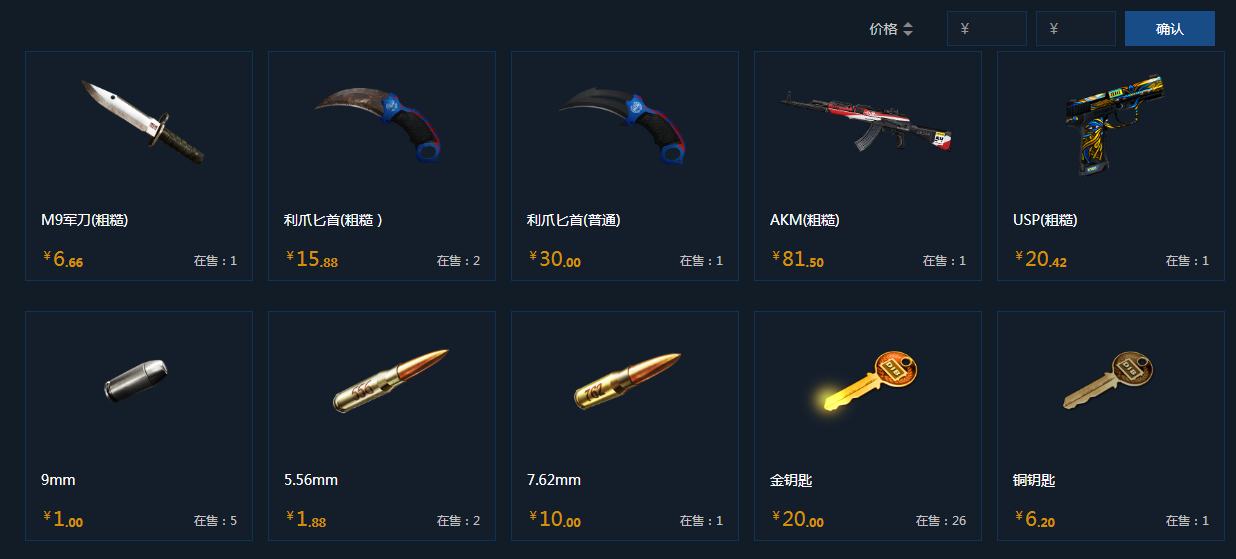 价格 ¥ ¥ 确认
M9军刀(粗糙)
¥6.66 在售：1
利爪匕首(粗糙 )
¥15.88 在售：2
利爪匕首(普通)
¥30.00 在售：1
AKM(粗糙)
¥81.50 在售：1
USP(粗糙)
¥20.42 在售：1
556
762
DIB
DIB
9mm
¥1.00 在售：5
5.56mm
¥1.88 在售：2
7.62mm
¥10.00 在售：1
金钥匙
¥20.00 在售：26
铜钥匙
¥6.20 在售：1